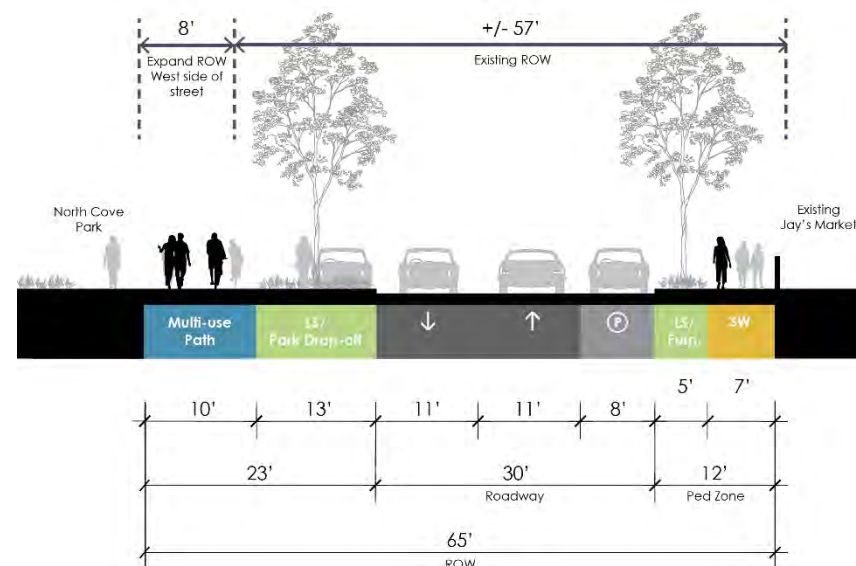 8'
+/- 57'
Expand ROW
West side of
street
Existing ROW
North Cove
Park
Existing
Jay's Market
Multi-use
Path
LS/
Park Drop-off
↓
↑
P
LS/
Furn.
SW
5'
7'
10'
13'
11'
11'
8'
23'
30'
12'
Roadway
Ped Zone
65'
ROW